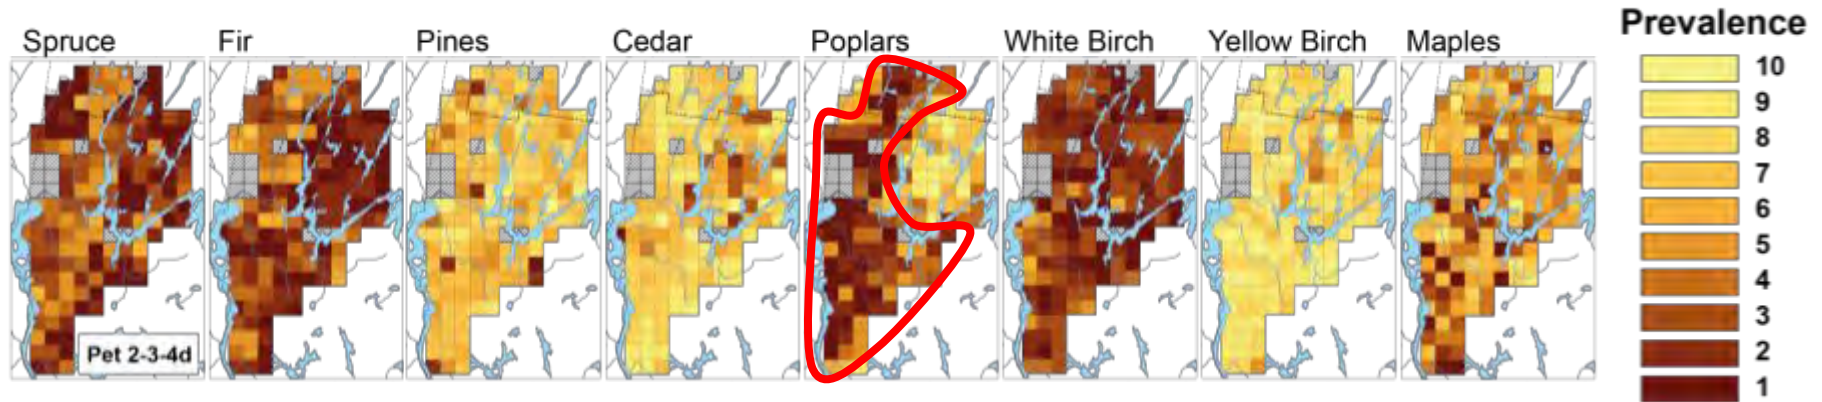 Spruce
Fir
Pines
Cedar
Poplars
White Birch
Yellow Birch
Maples
Prevalence
10
9
8
7
6
5
4
3
2
1
Pet 2-3-4d